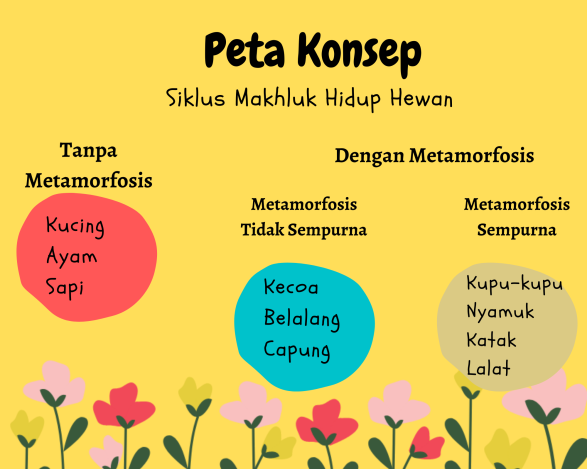 Peta Konsep
Siklus Makhluk Hidup Hewan
Tanpa
Metamorfosis
Kucing
Ayam
Sapi
Dengan Metamorfosis
Metamorfosis
Tidak Sempurna
Kecoa
Belalang
Capung
Metamorfosis
Sempurna
Kupu-kupu
Nyamuk
Katak
Lalat